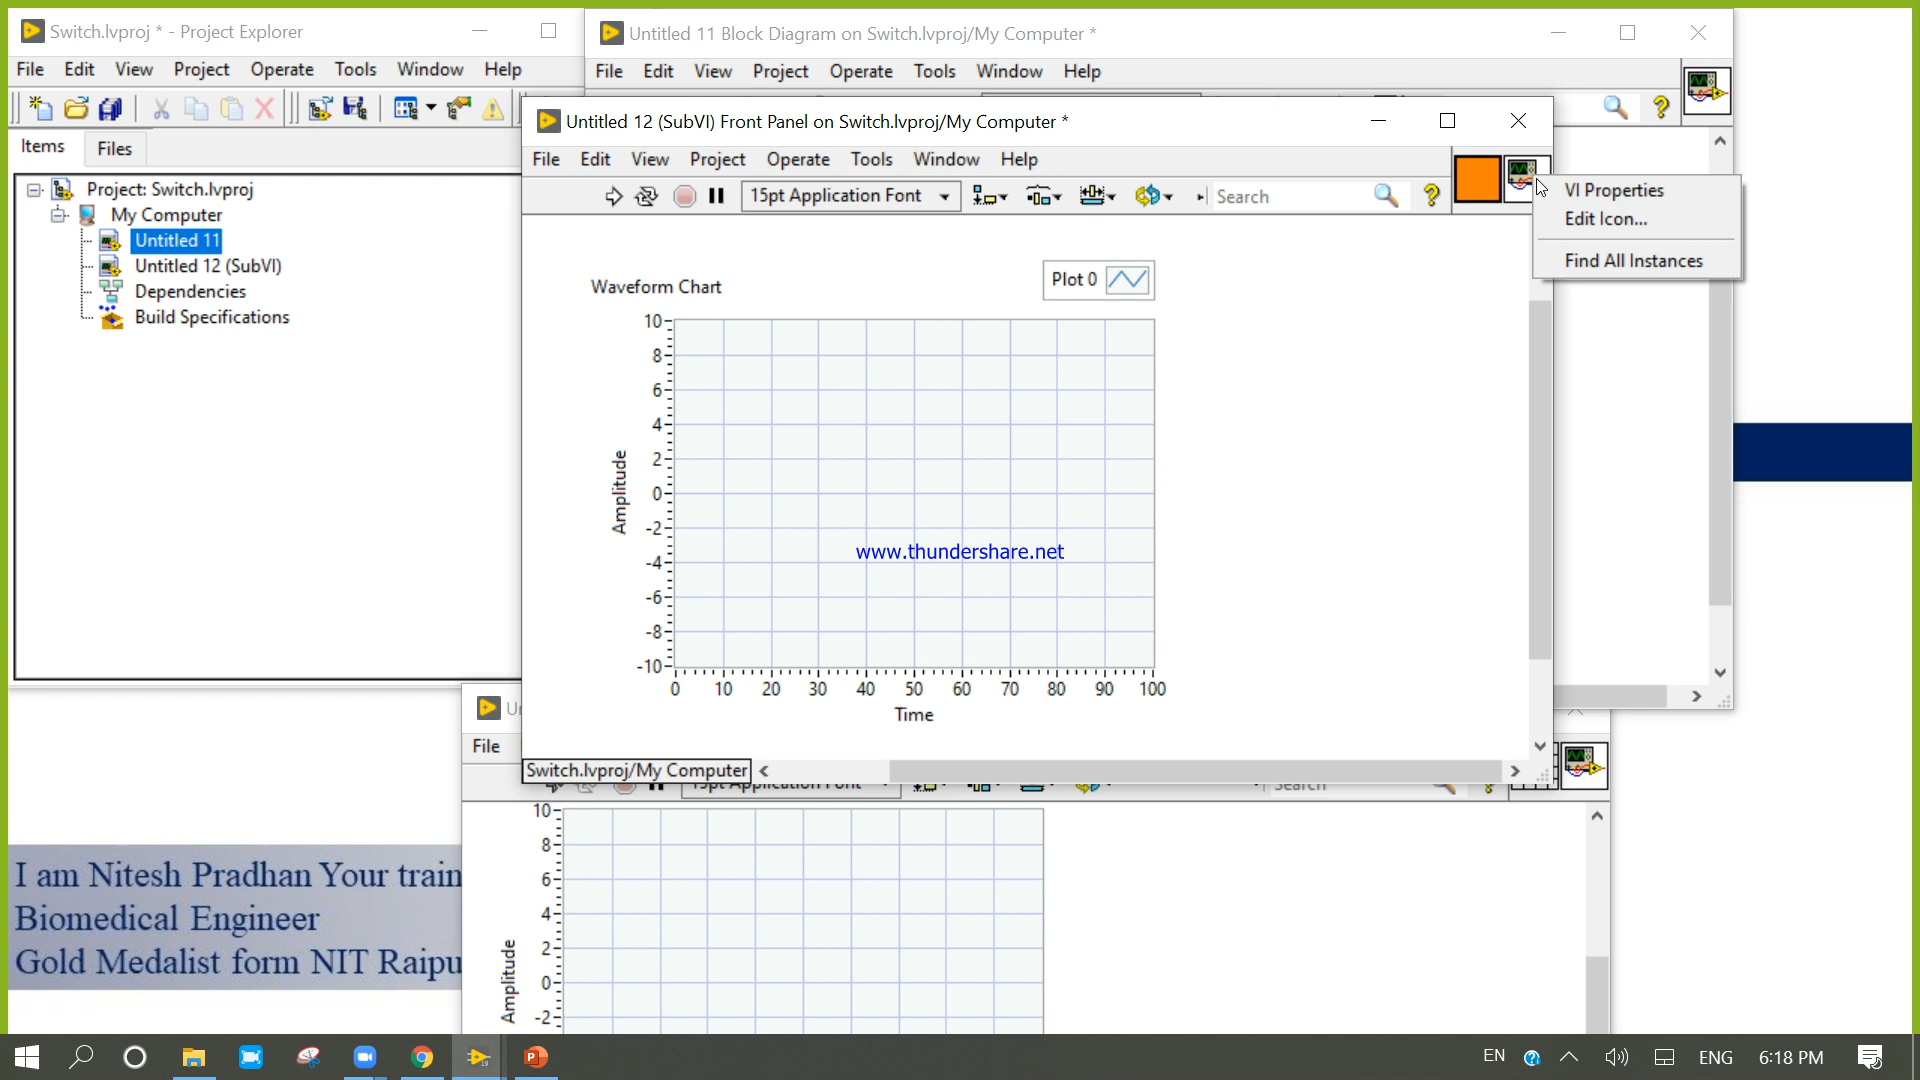 Switch.lvproj * - Project Explorer
File Edit View Project Operate Tools Window Help
Items Files
Project: Switch.lvproj
My Computer
Untitled 11
Untitled 12 (SubVI)
Dependencies
Build Specifications
Untitled 11 Block Diagram on Switch.lvproj/My Computer *
File Edit View Project Operate Tools Window Help
Untitled 12 (SubVI) Front Panel on Switch.lvproj/My Computer *
File Edit View Project Operate Tools Window Help
15pt Application Font Search
VI Properties
Edit Icon...
Find All Instances
Waveform Chart
Plot 0
10
8
6
4
2
0
-2
-4
-6
-8
-10
Amplitude
0 10 20 30 40 50 60 70 80 90 100
Time
www.thundershare.net
Switch.lvproj/My Computer
File
15pt Application Font Search
10
8
6
4
2
0
-2
Amplitude
I am Nitesh Pradhan Your train
Biomedical Engineer
Gold Medalist form NIT Raipu
19
P
EN ENG 6:18 PM